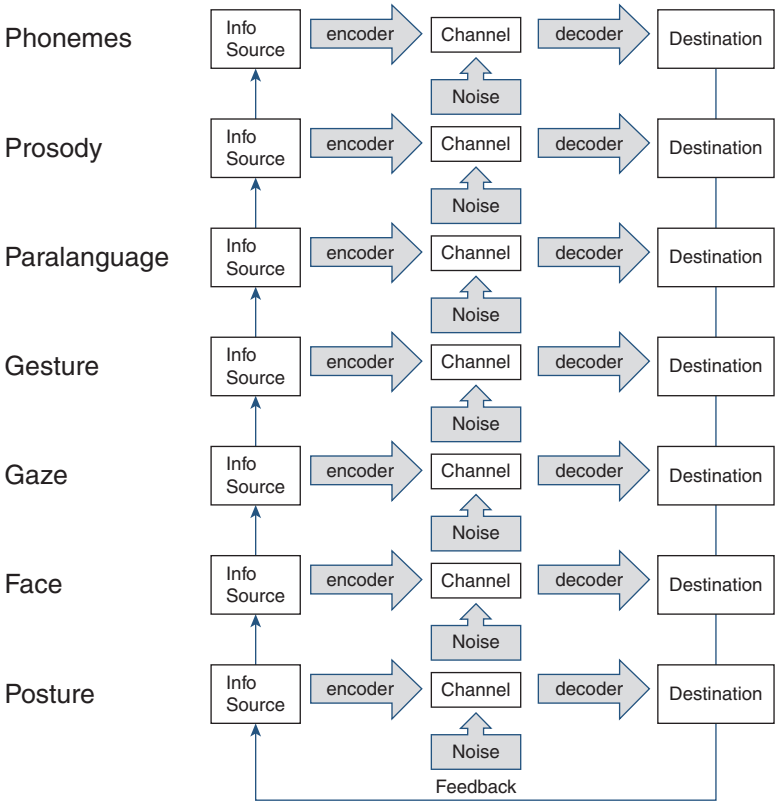 Phonemes
Info
Source
encoder
Channel
decoder
Destination
Noise
Prosody
Info
Source
encoder
Channel
decoder
Destination
Noise
Paralanguage
Info
Source
encoder
Channel
decoder
Destination
Noise
Gesture
Info
Source
encoder
Channel
decoder
Destination
Noise
Gaze
Info
Source
encoder
Channel
decoder
Destination
Noise
Face
Info
Source
encoder
Channel
decoder
Destination
Noise
Posture
Info
Source
encoder
Channel
decoder
Destination
Noise
Feedback